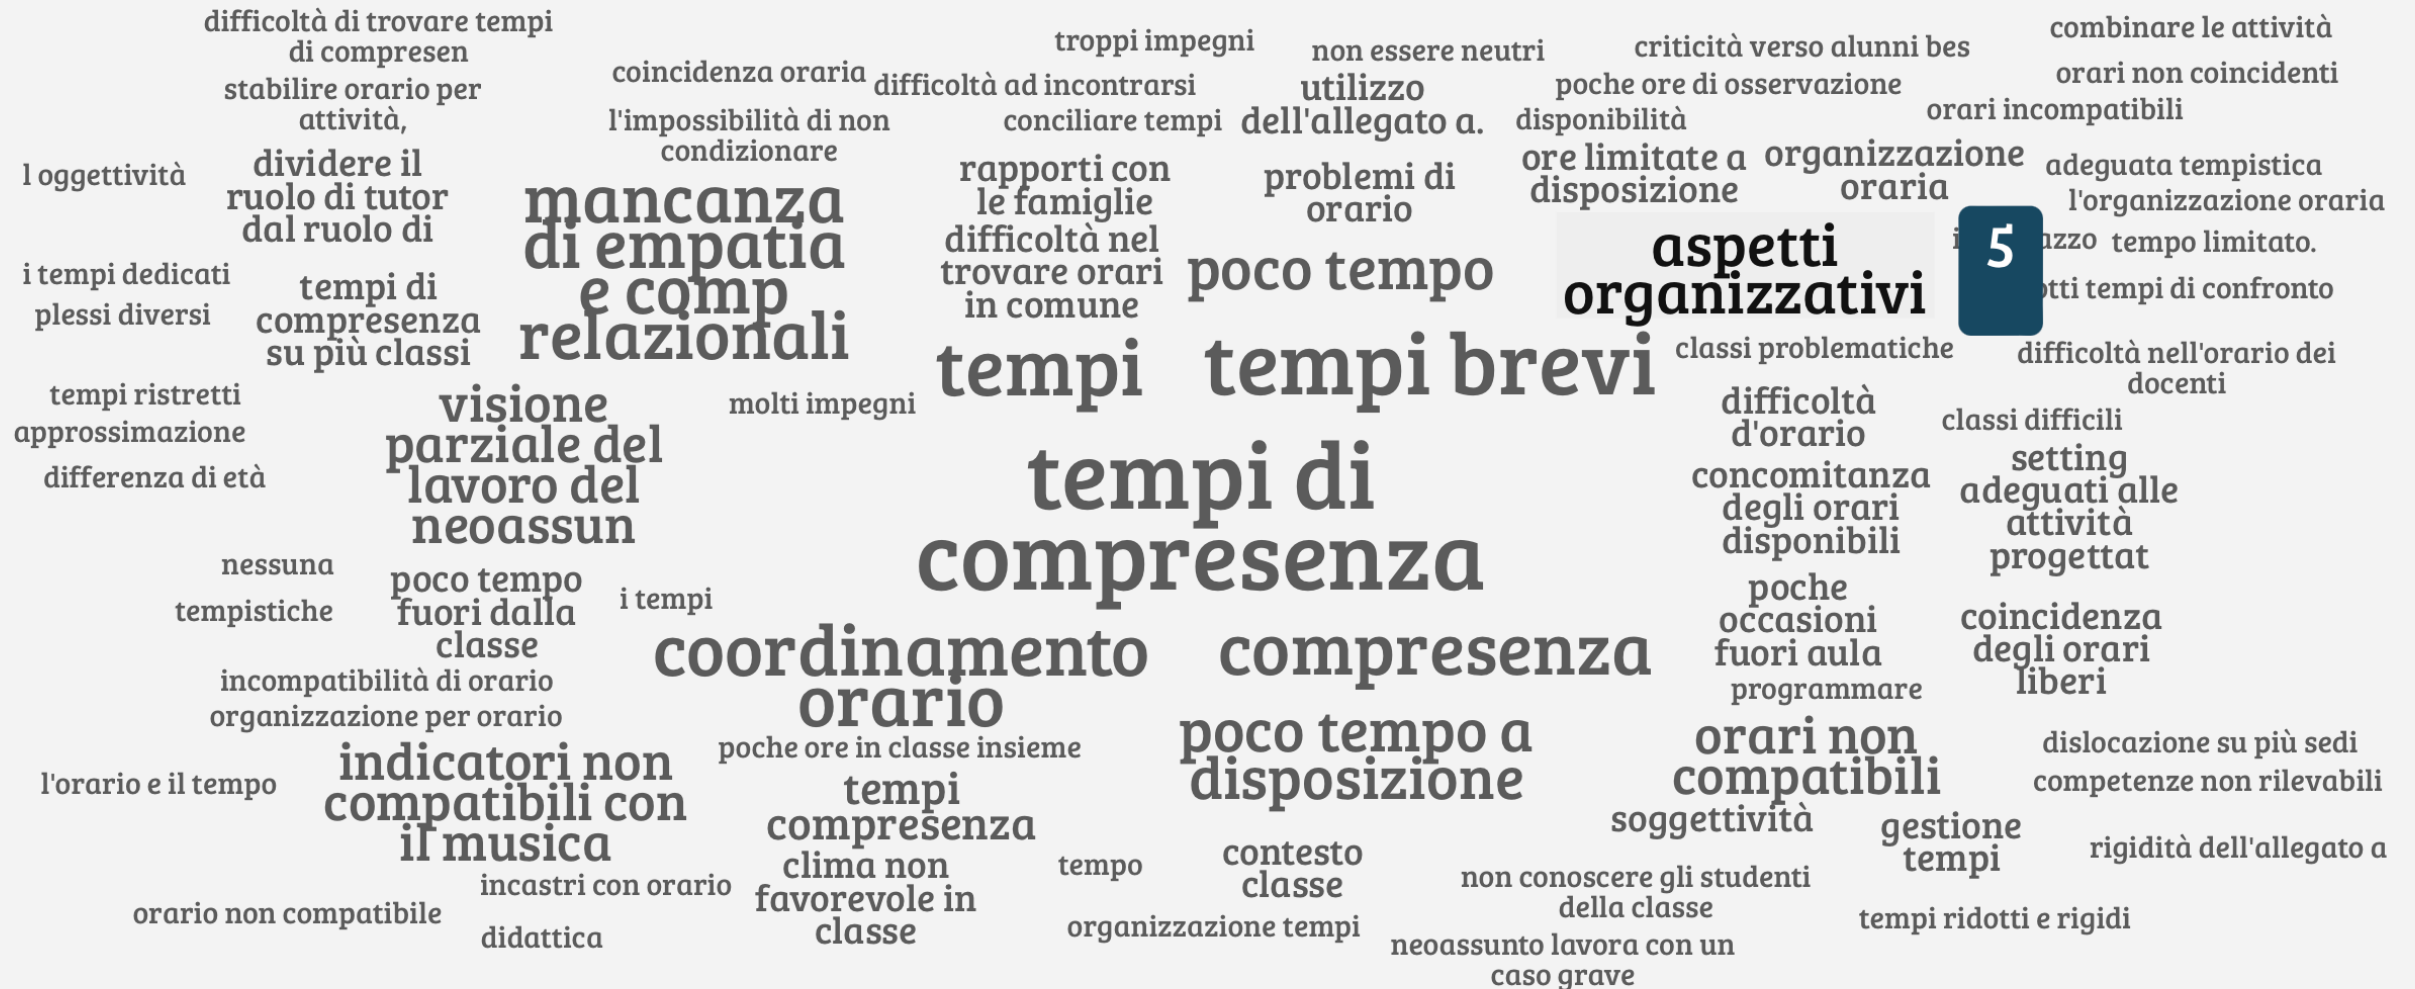 difficoltà di trovare tempi
di compresen
stabilire orario per
attività,
l oggettività
dividere il
ruolo di tutor
dal ruolo di
i tempi dedicati
plessi diversi
tempi di
compresenza
su più classi
tempi ristretti
approssimazione
differenza di età
coincidenza oraria
l'impossibilità di non
condizionare
mancanza
di empatia
e comp
relazionali
visione
parziale del
lavoro del
neoassun
molti impegni
troppi impegni
difficoltà ad incontrarsi
conciliare tempi
rapporti con
le famiglie
difficoltà nel
trovare orari
in comune
non essere neutri
utilizzo
dell'allegato a.
problemi di
orario
poco tempo
tempi
tempi brevi
criticità verso alunni bes
poche ore di osservazione
disponibilità
ore limitate a
disposizione
organizzazione
oraria
combinare le attività
orari non coincidenti
orari incompatibili
adeguata tempistica
l'organizzazione oraria
aspetti
organizzativi
5
tempo limitato.
tempi di confronto
classi problematiche
difficoltà nell'orario dei
docenti
difficoltà
d'orario
classi difficili
concomitanza
degli orari
disponibili
setting
adeguati alle
attività
progettat
tempi di
compresenza
nessuna
tempistiche
poco tempo
fuori dalla
classe
i tempi
incompatibilità di orario
organizzazione per orario
coordinamento
orario
compresenza
poche
occasioni
fuori aula
programmare
coincidenza
degli orari
liberi
l'orario e il tempo
indicatori non
compatibili con
il musica
poche ore in classe insieme
tempi
compresenza
poco tempo a
disposizione
orari non
compatibili
dislocazione su più sedi
competenze non rilevabili
soggettività
gestione
tempi
rigidità dell'allegato a
incastri con orario
orario non compatibile
didattica
clima non
favorevole in
classe
tempo
contesto
classe
organizzazione tempi
non conoscere gli studenti
della classe
tempi ridotti e rigidi
neoassunto lavora con un
caso grave